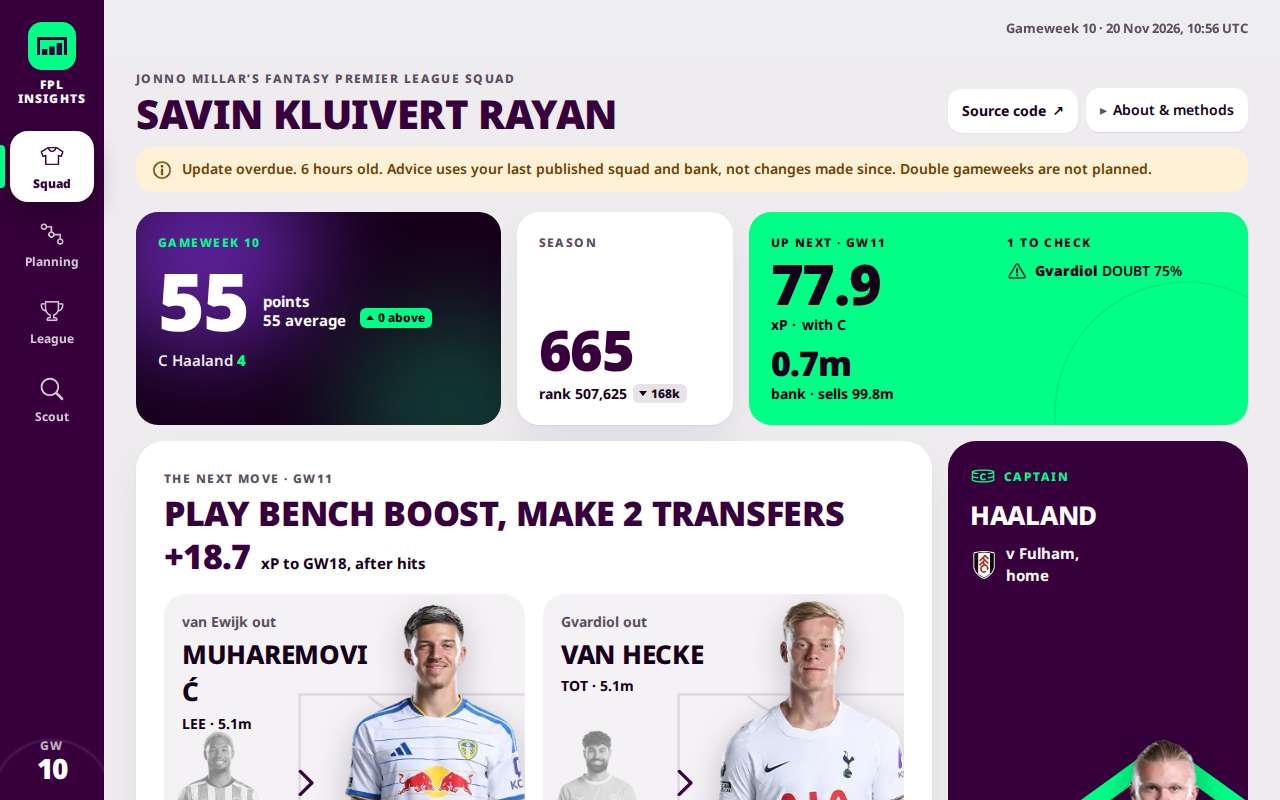 FPL
INSIGHTS
Squad
Planning
League
Scout
GW
10
Gameweek 10 · 20 Nov 2026, 10:56 UTC
JONNO MILLAR'S FANTASY PREMIER LEAGUE SQUAD
SAVIN KLUIVERT RAYAN
Source code ↗
▸ About & methods
Update overdue. 6 hours old. Advice uses your last published squad and bank, not changes made since. Double gameweeks are not planned.
GAMEWEEK 10
55
points
55 average
0 above
C Haaland 4
SEASON
665
rank 507,625
168k
UP NEXT · GW11
77.9
xP · with C
0.7m
bank · sells 99.8m
1 TO CHECK
Gvardiol DOUBT 75%
THE NEXT MOVE · GW11
PLAY BENCH BOOST, MAKE 2 TRANSFERS
+18.7 xP to GW18, after hits
van Ewijk out
MUHAREMOVI
Ć
LEE · 5.1m
Gvardiol out
VAN HECKE
TOT · 5.1m
C CAPTAIN
HAALAND
v Fulham,
home